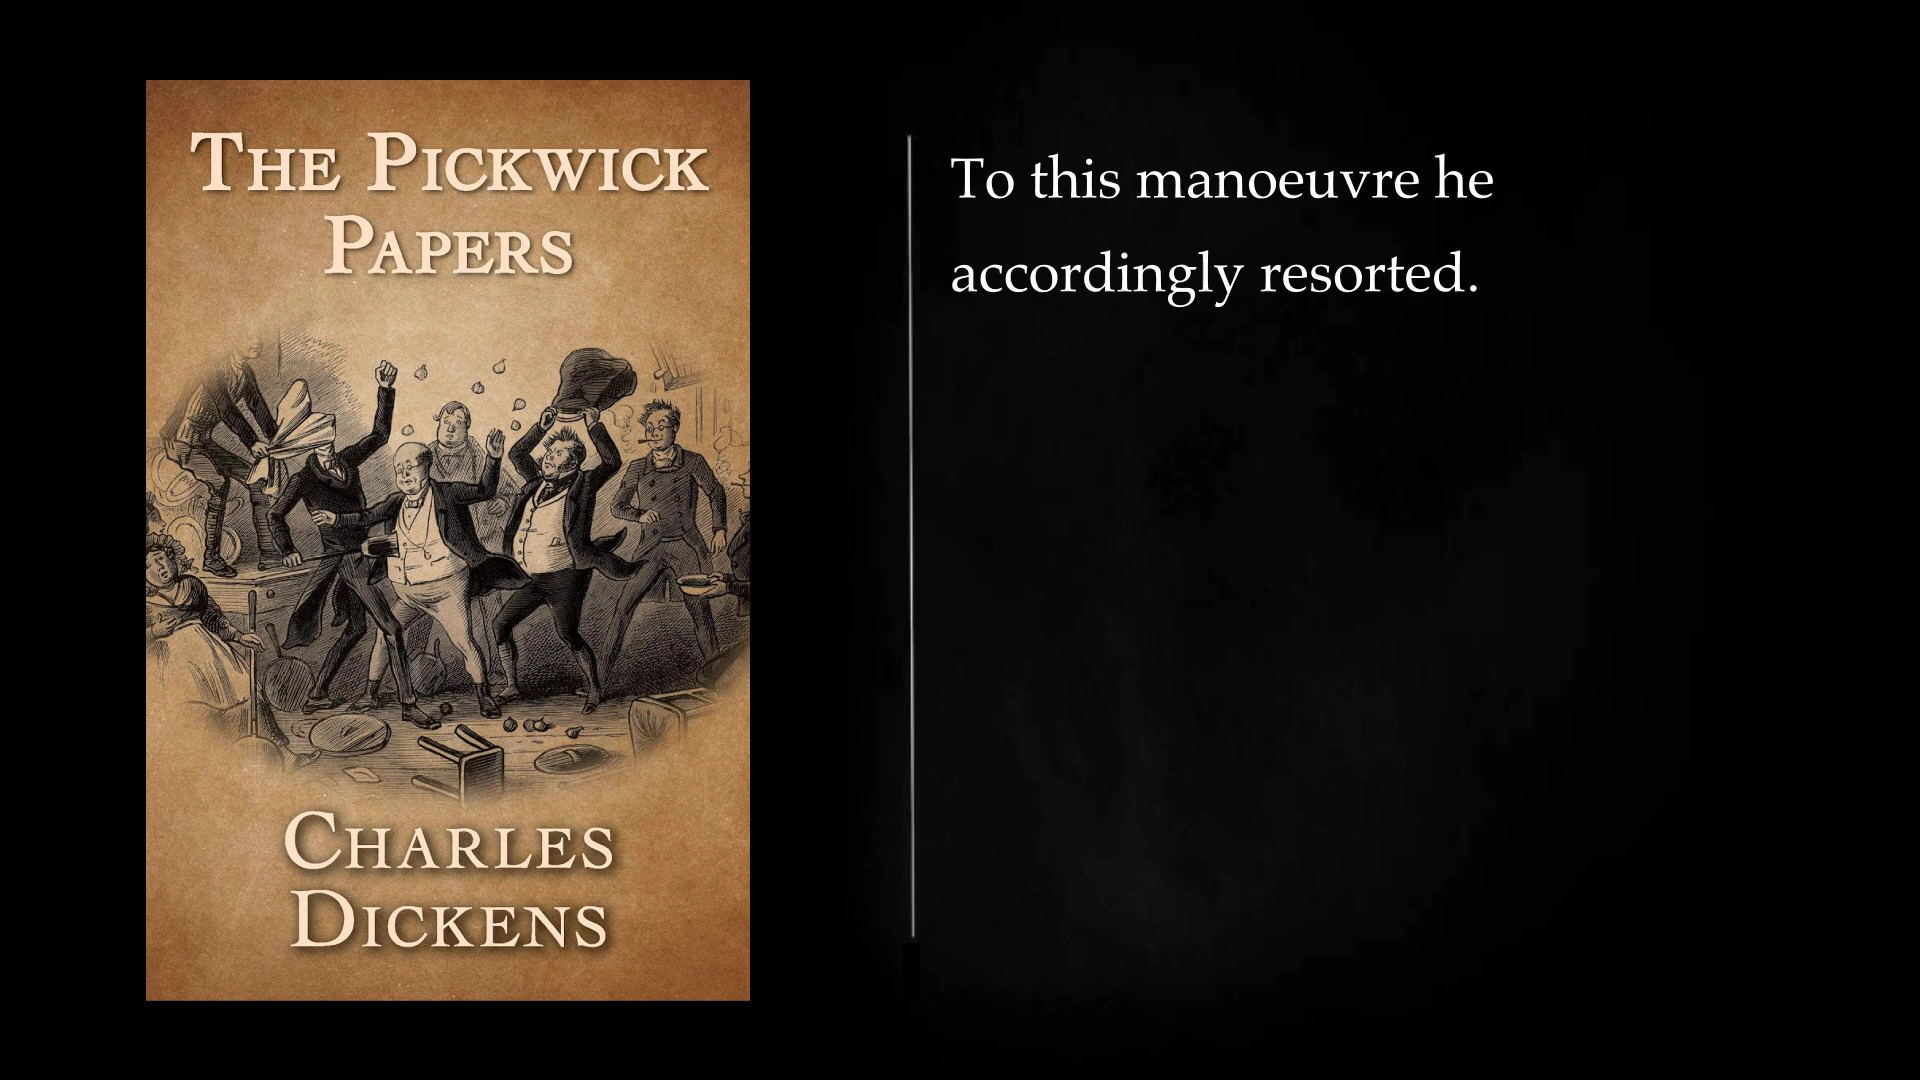 THE PICKWICK
PAPERS
CHARLES
DICKENS
To this manoeuvre he
accordingly resorted.